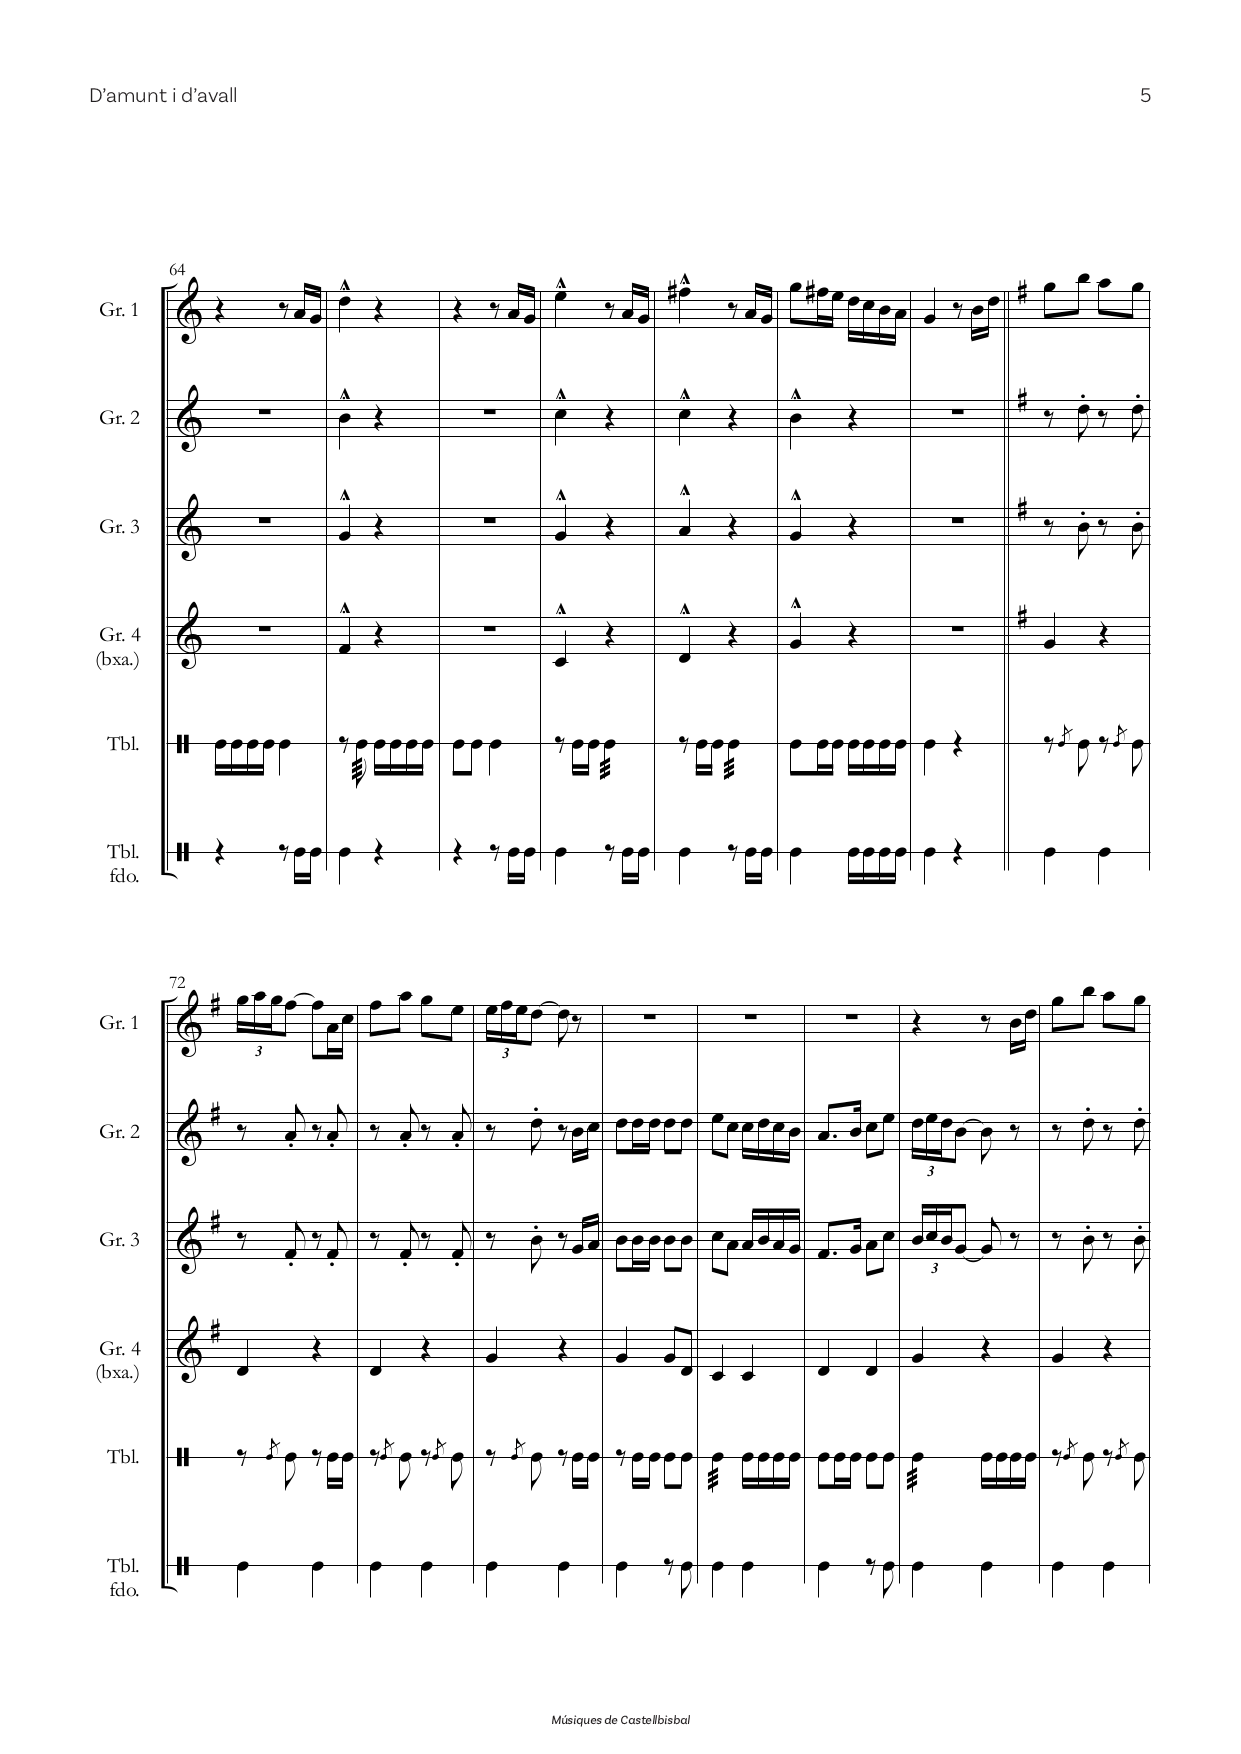 D’amunt i d’avall 5
64
Gr. 1
Gr. 2
Gr. 3
Gr. 4
(bxa.)
Tbl.
Tbl.
fdo.
72
Gr. 1
3
3
Gr. 2
3
Gr. 3
3
Gr. 4
(bxa.)
Tbl.
Tbl.
fdo.
Músiques de Castellbisbal